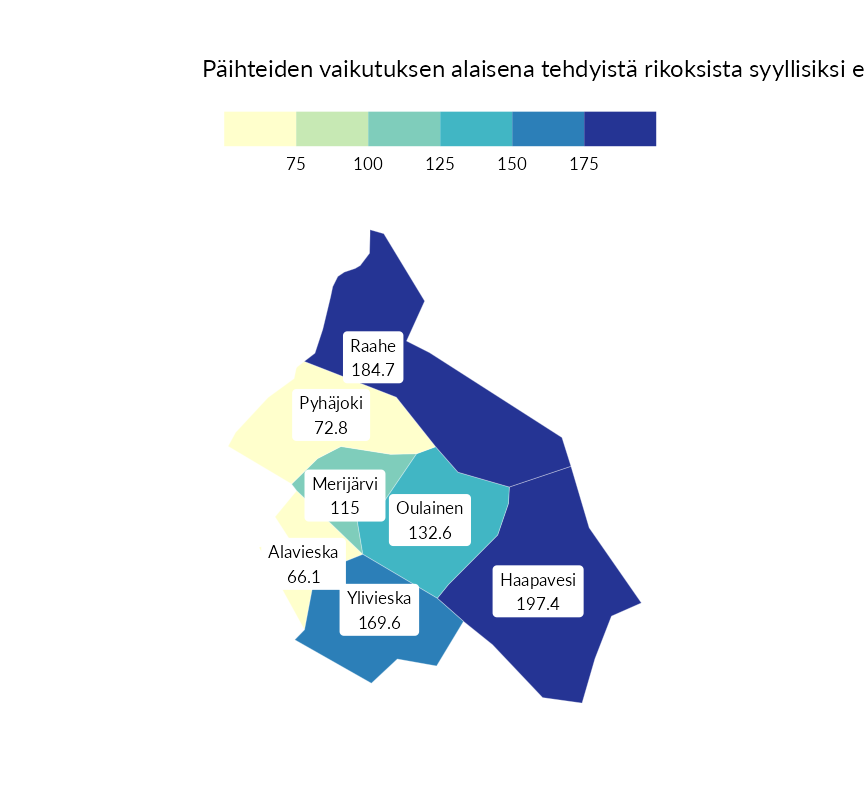 Päihteiden vaikutuksen alaisena tehdyistä rikoksista syyllisiksi e
75 100 125 150 175
Raahe
184.7
Pyhäjoki
72.8
Merijärvi
115
Oulainen
132.6
Alavieska
66.1
Haapavesi
197.4
Ylivieska
169.6